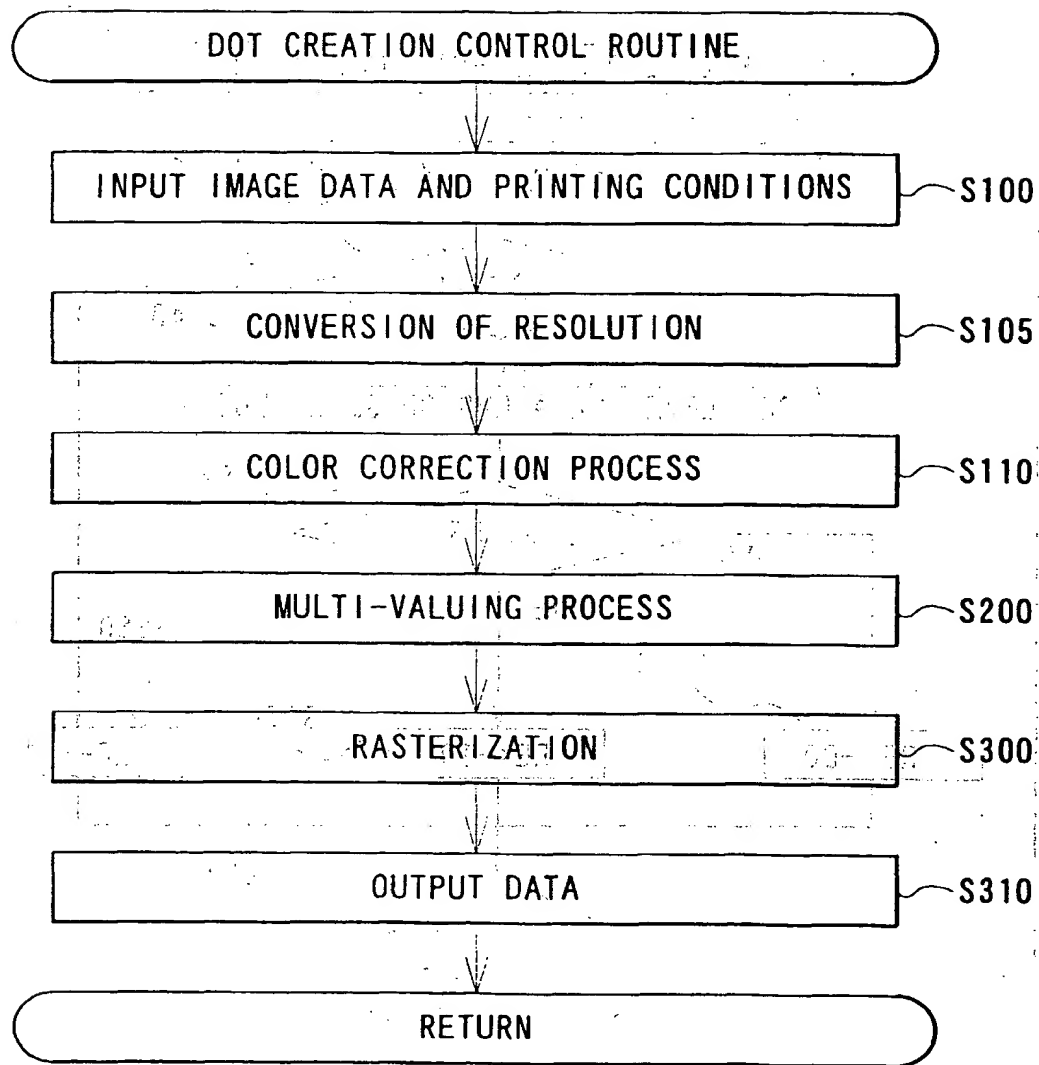 DOT CREATION CONTROL ROUTINE
INPUT IMAGE DATA AND PRINTING CONDITIONS S100
CONVERSION OF RESOLUTION S105
COLOR CORRECTION PROCESS S110
MULTI-VALUING PROCESS S200
RASTERIZATION S300
OUTPUT DATA S310
RETURN